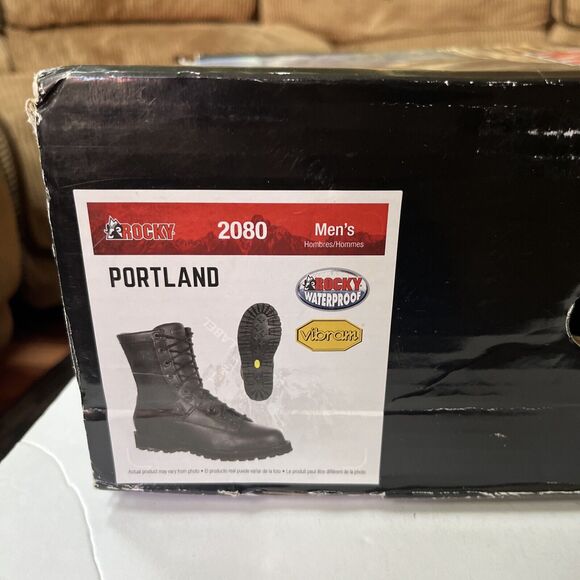 ROCKY 2080 Men's
Hombres/Hommes
PORTLAND
ROCKY
WATERPROOF
vibram
Actual product may vary from photo • El producto real puede variar de la foto • Le produit peut être différent de la photo